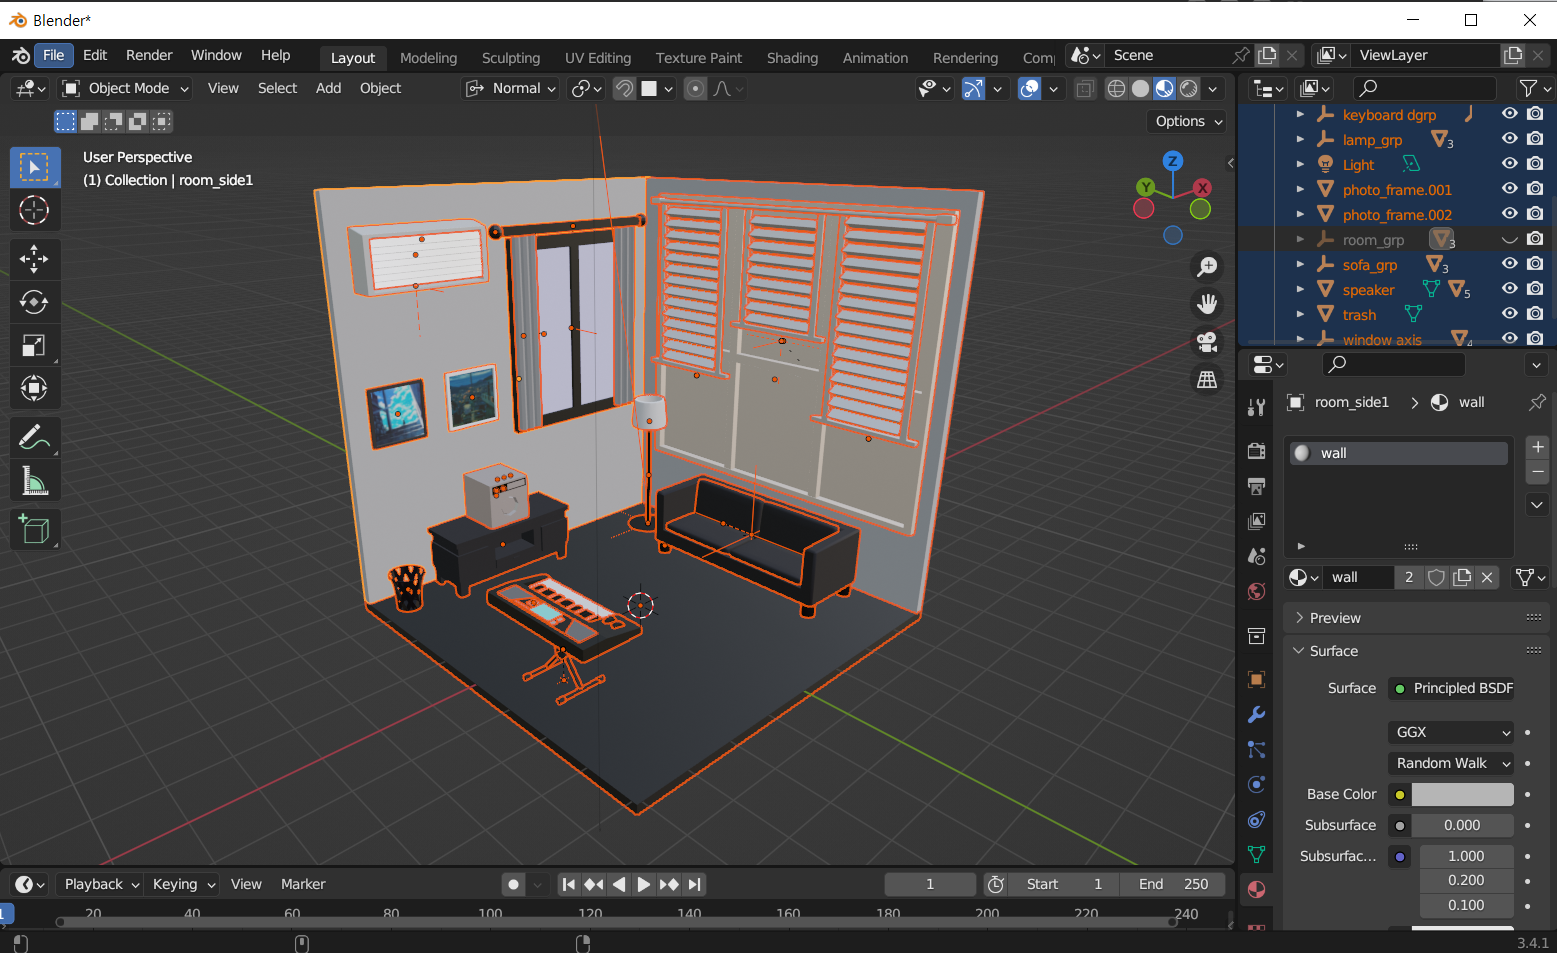 Blender*
File Edit Render Window Help Layout Modeling Sculpting UV Editing Texture Paint Shading Animation Rendering Com Scene ViewLayer
Object Mode View Select Add Object Normal
Options
User Perspective
(1) Collection | room_side1
Z
Y X
keyboard dgrp
lamp_grp 3
Light
photo_frame.001
photo_frame.002
room_grp 3
sofa_grp 3
speaker 5
trash
window axis
room_side1 > wall
wall
wall 2
Preview
Surface
Surface Principled BSDF
GGX
Random Walk
Base Color
Subsurface 0.000
Subsurfac... 1.000
0.200
0.100
Playback Keying View Marker 1 Start 1 End 250
1 20 40 60 80 100 120 140 160 180 200 220 240
3.4.1